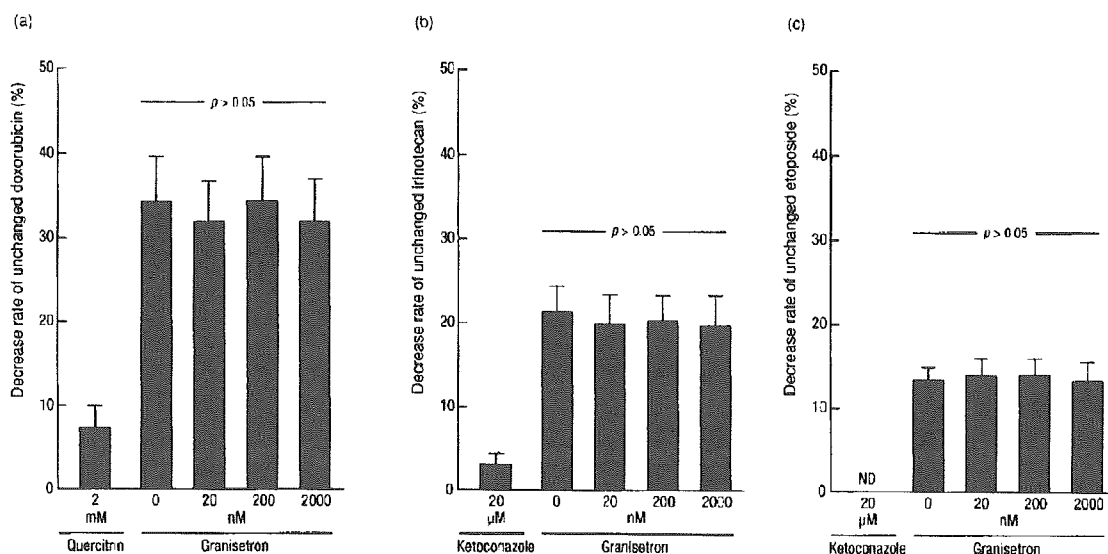 (a)
Decrease rate of unchanged doxorubicin (%)
50
40
30
20
10
0
p > 0.05
2 0 20 200 2000
mM nM
Quercitrin Granisetron
(b)
Decrease rate of unchanged irinotecan (%)
50
40
30
20
10
0
p > 0.05
20 0 20 200 2000
μM nM
Ketoconazole Granisetron
(c)
Decrease rate of unchanged etoposide (%)
50
40
30
20
10
0
p > 0.05
ND
20 0 20 200 2000
μM nM
Ketoconazole Granisetron